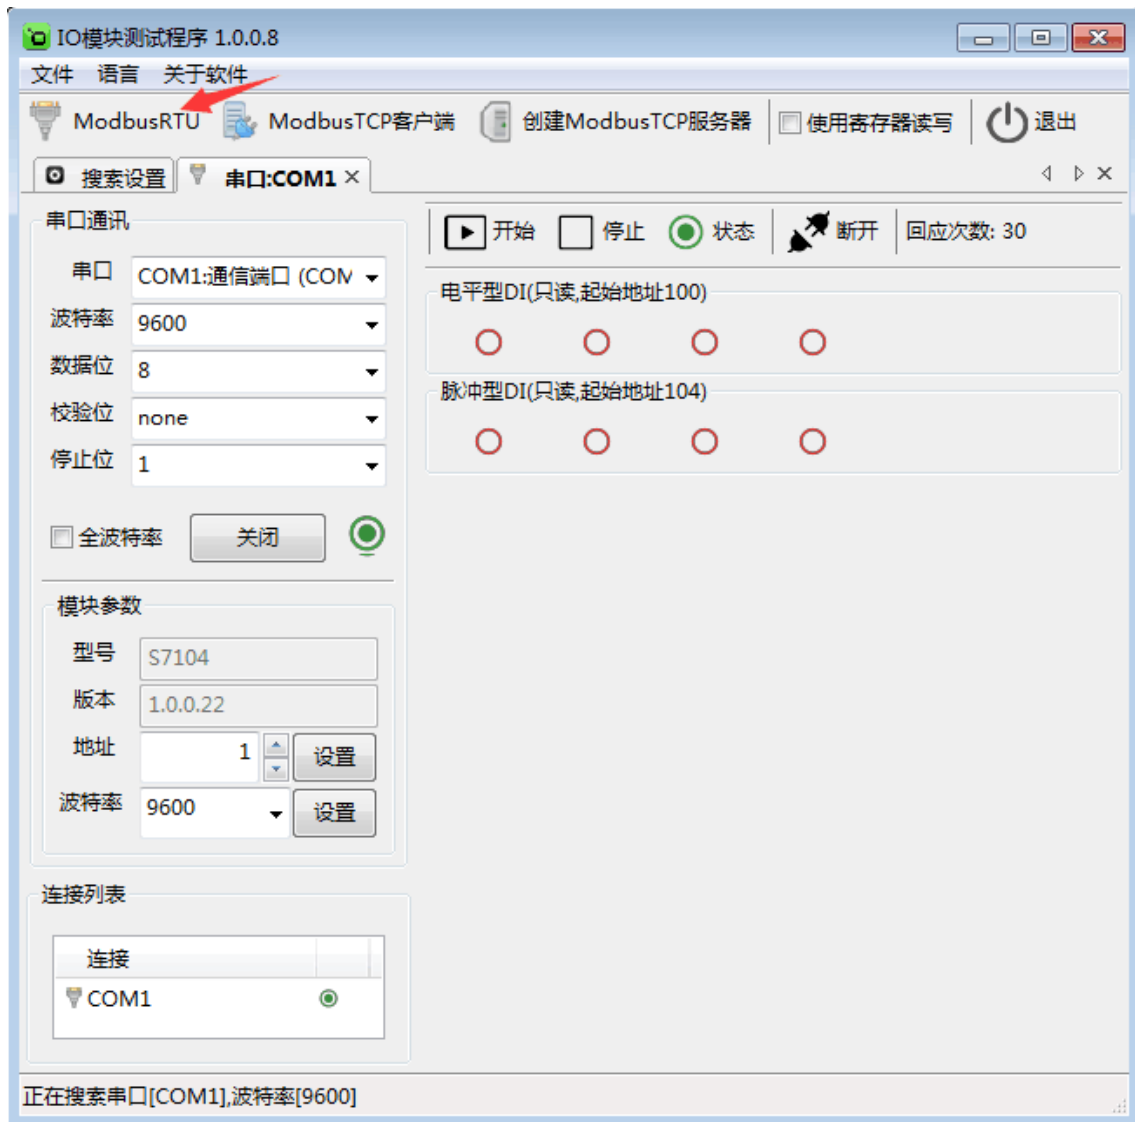 IO模块测试程序 1.0.0.8
文件 语言 关于软件
ModbusRTU ModbusTCP客户端 创建ModbusTCP服务器 使用寄存器读写 退出
搜索设置 串口:COM1
串口通讯
开始 停止 状态 断开 回应次数: 30
串口 COM1:通信端口 (COM
波特率 9600
数据位 8
校验位 none
停止位 1
全波特率 关闭
电平型DI(只读,起始地址100)
脉冲型DI(只读,起始地址104)
模块参数
型号 S7104
版本 1.0.0.22
地址 1 设置
波特率 9600 设置
连接列表
连接
COM1
正在搜索串口[COM1],波特率[9600]